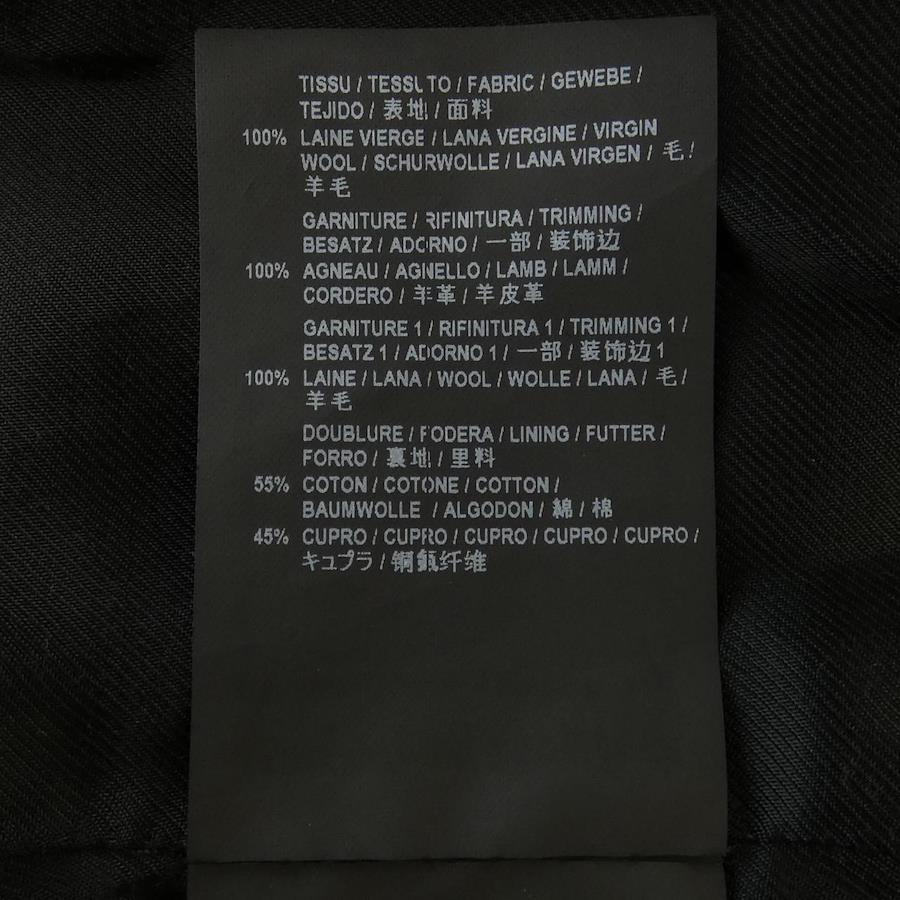 TISSU / TESSUTO / FABRIC / GEWEBE /
TEJIDO / 表地 / 面料
100% LAINE VIERGE / LANA VERGINE / VIRGIN
WOOL / SCHURWOLLE / LANA VIRGEN / 毛 /
羊毛
GARNITURE / RIFINITURA / TRIMMING /
BESATZ / ADORNO / 一部 / 装饰边
100% AGNEAU / AGNELLO / LAMB / LAMM /
CORDERO / 羊革 / 羊皮革
GARNITURE 1 / RIFINITURA 1 / TRIMMING 1 /
BESATZ 1 / ADORNO 1 / 一部 / 装饰边 1
100% LAINE / LANA / WOOL / WOLLE / LANA / 毛 /
羊毛
DOUBLURE / FODERA / LINING / FUTTER /
FORRO / 裏地 / 里料
55% COTON / COTONE / COTTON /
BAUMWOLLE / ALGODON / 綿 / 棉
45% CUPRO / CUPRO / CUPRO / CUPRO / CUPRO /
キュプラ / 铜氨纤维